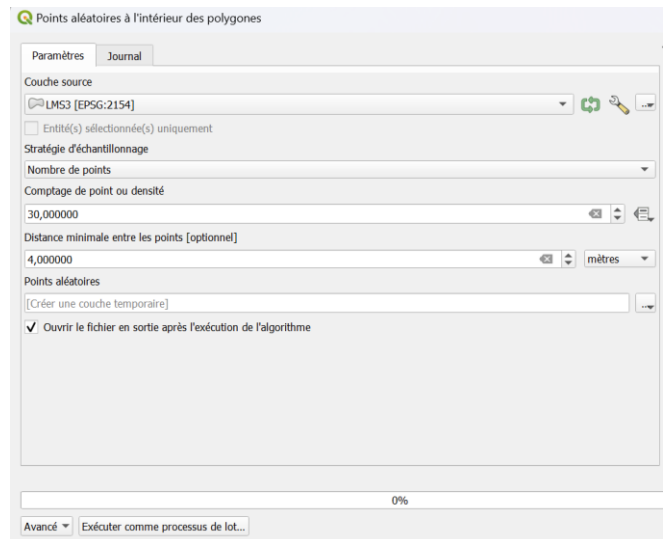 Points aléatoires à l'intérieur des polygones
Paramètres Journal
Couche source
LMS3 [EPSG:2154]
Entité(s) sélectionnée(s) uniquement
Stratégie d'échantillonnage
Nombre de points
Comptage de point ou densité
30,000000
Distance minimale entre les points [optionnel]
4,000000 mètres
Points aléatoires
[Créer une couche temporaire]
Ouvrir le fichier en sortie après l'exécution de l'algorithme
0%
Avancé Exécuter comme processus de lot...